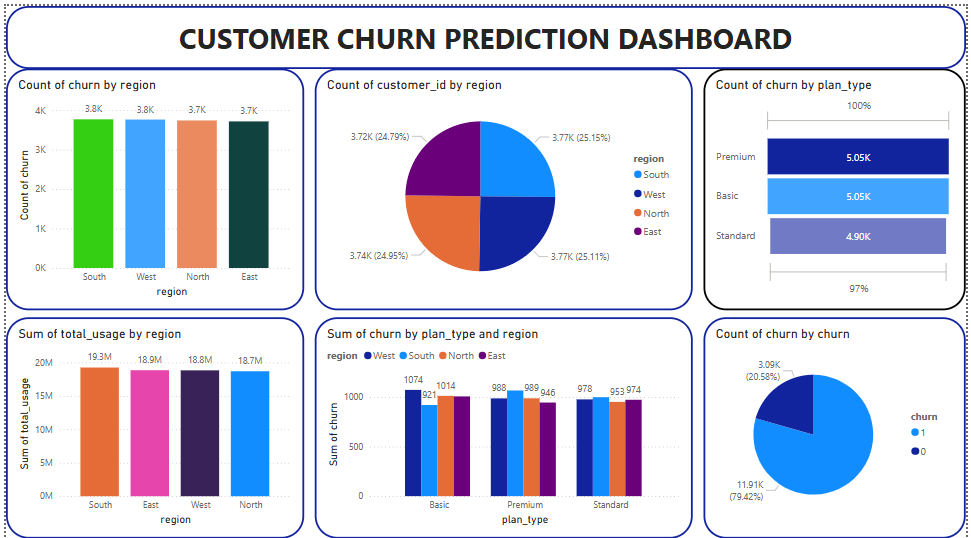 CUSTOMER CHURN PREDICTION DASHBOARD
Count of churn by region
Count of churn
4K
3K
2K
1K
0K
3.8K 3.8K 3.7K 3.7K
South West North East
region
Count of customer_id by region
3.72K (24.79%)
3.77K (25.15%)
3.74K (24.95%)
3.77K (25.11%)
region
South
West
North
East
Count of churn by plan_type
100%
Premium 5.05K
Basic 5.05K
Standard 4.90K
97%
Sum of total_usage by region
Sum of total_usage
20M
15M
10M
5M
0M
19.3M 18.9M 18.8M 18.7M
South East West North
region
Sum of churn by plan_type and region
region West South North East
Sum of churn
1000
500
0
1074 921 1014 988 989 946 978 953 974
Basic Premium Standard
plan_type
Count of churn by churn
3.09K
(20.58%)
11.91K
(79.42%)
churn
1
0